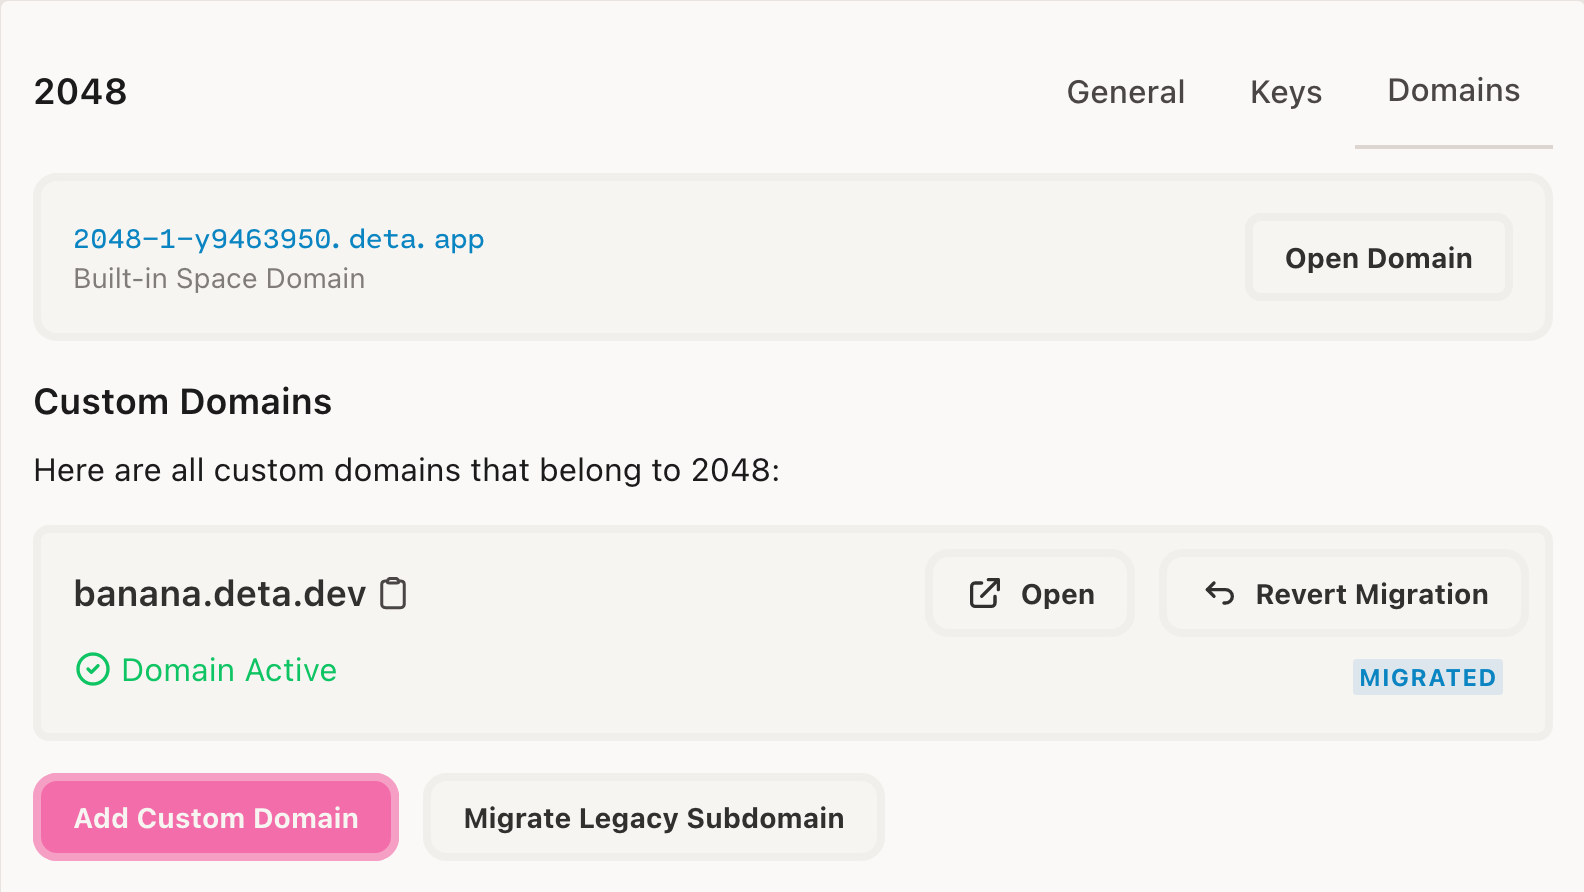 2048
General
Keys
Domains
2048-1-y9463950.deta.app
Built-in Space Domain
Open Domain
Custom Domains
Here are all custom domains that belong to 2048:
banana.deta.dev
Open
Revert Migration
Domain Active
MIGRATED
Add Custom Domain
Migrate Legacy Subdomain